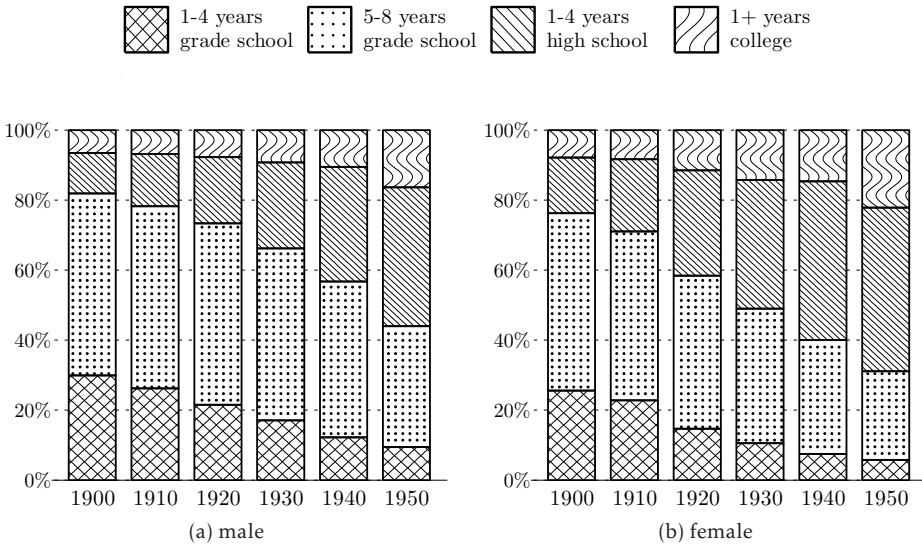 1-4 years
grade school
5-8 years
grade school
1-4 years
high school
1+ years
college
100%
80%
60%
40%
20%
0%
1900 1910 1920 1930 1940 1950
(a) male
100%
80%
60%
40%
20%
0%
1900 1910 1920 1930 1940 1950
(b) female